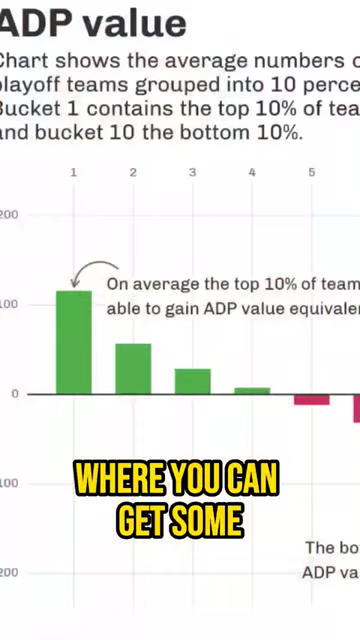 ADP value
Chart shows the average numbers o
playoff teams grouped into 10 perce
Bucket 1 contains the top 10% of tea
and bucket 10 the bottom 10%.
1 2 3 4 5
200
On average the top 10% of team
100
able to gain ADP value equivaler
0
100
WHERE YOU CAN
GET SOME
The bo
200
ADP va